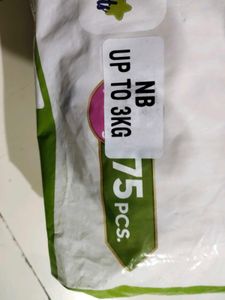 NB
UP TO 3KG
75 PCS.